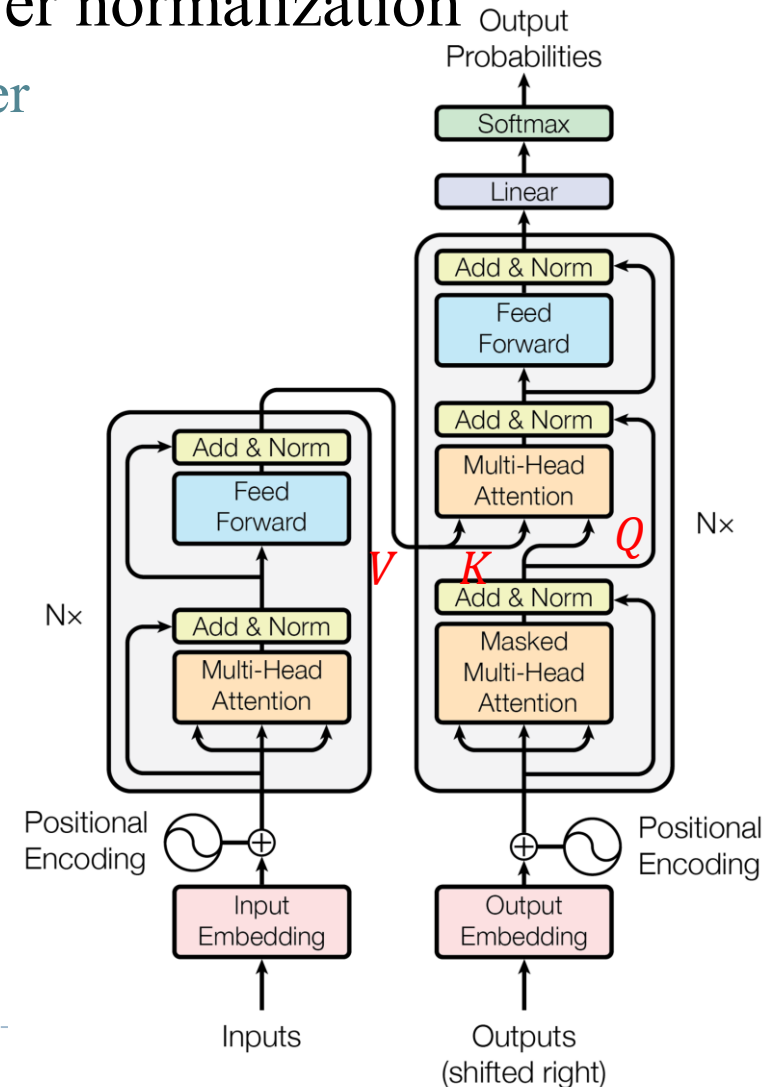 er normalization
er
Output
Probabilities
Softmax
Linear
Add & Norm
Feed
Forward
Add & Norm
Multi-Head
Attention
V
K
Q
Nx
Add & Norm
Masked
Multi-Head
Attention
Add & Norm
Feed
Forward
Nx
Add & Norm
Multi-Head
Attention
Positional
Encoding
Positional
Encoding
Input
Embedding
Output
Embedding
Inputs
Outputs
(shifted right)